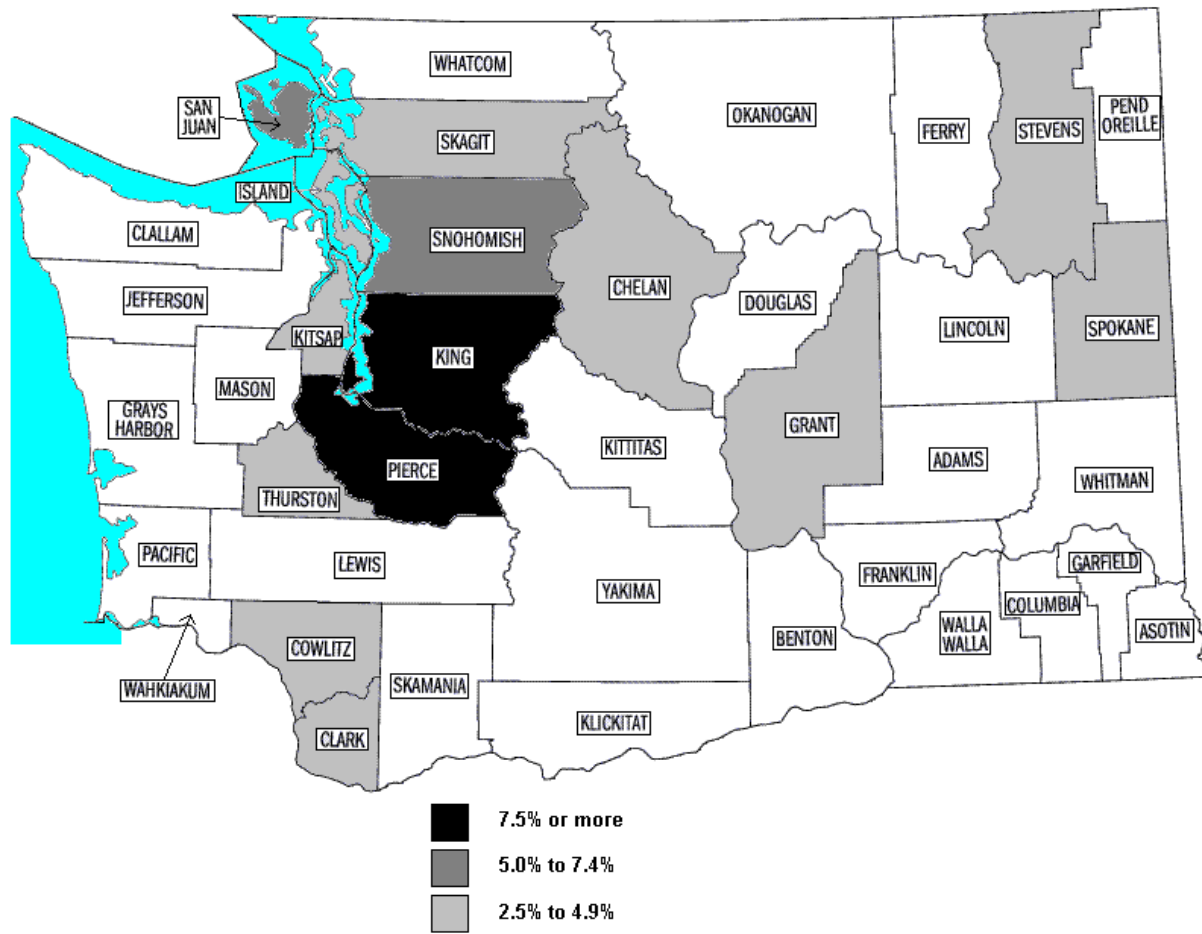 WHATCOM
SAN
JUAN
OKANOGAN
FERRY
STEVENS
PEND
OREILLE
SKAGIT
ISLAND
CLALLAM
SNOHOMISH
CHELAN
DOUGLAS
JEFFERSON
LINCOLN
SPOKANE
KITSAP
KING
MASON
GRAYS
HARBOR
GRANT
KITTITAS
ADAMS
PIERCE
WHITMAN
THURSTON
PACIFIC
LEWIS
YAKIMA
FRANKLIN
GARFIELD
COLUMBIA
WALLA
WALLA
BENTON
ASOTIN
COWLITZ
WAHKIAKUM
SKAMANIA
KLICKITAT
CLARK
7.5% or more
5.0% to 7.4%
2.5% to 4.9%